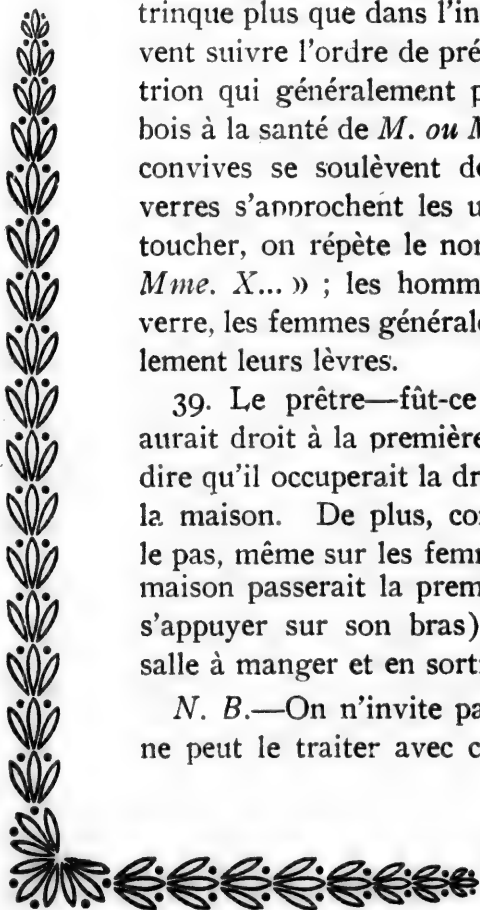 trinque plus que dans l'in
vent suivre l'ordre de pré
trion qui généralement p
bois à la santé de M. ou M
convives se soulèvent de
verres s'approchent les u
toucher, on répète le nor
Mme. X... » ; les homm
verre, les femmes générale
lement leurs lèvres.
39. Le prêtre—fût-ce
aurait droit à la première
dire qu'il occuperait la dr
la maison. De plus, cor
le pas, même sur les femm
maison passerait la prem
s'appuyer sur son bras)
salle à manger et en sorti
N. B.—On n'invite pa
ne peut le traiter avec c